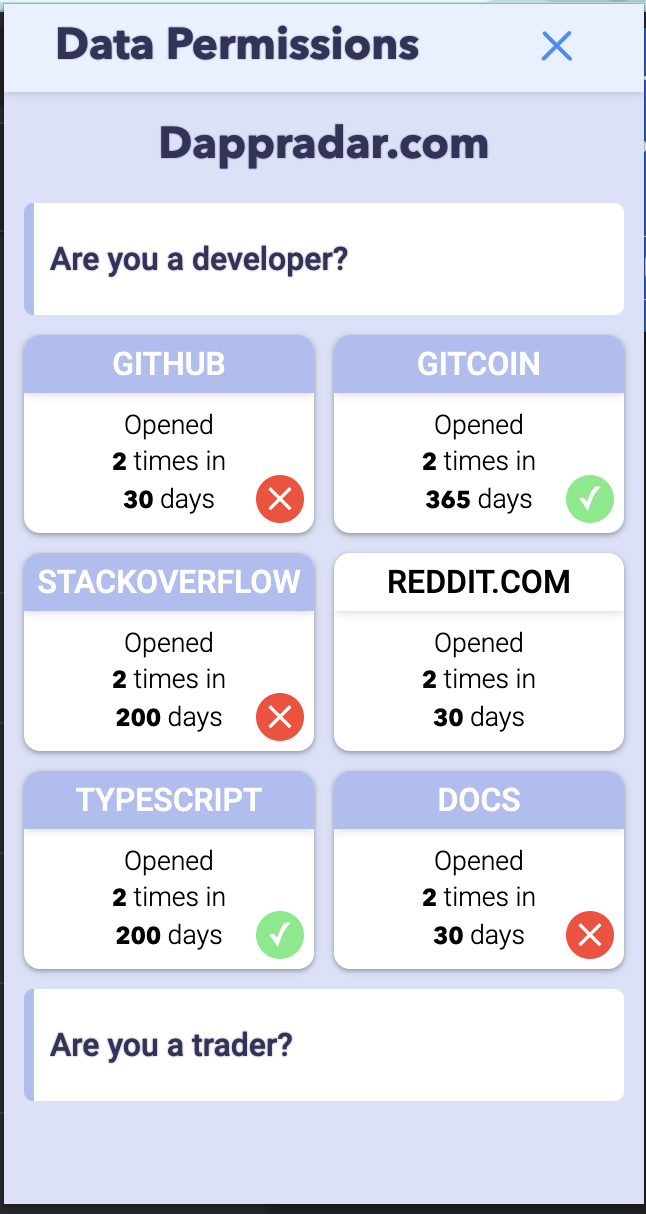 Data Permissions
Dappradar.com
Are you a developer?
GITHUB
Opened
2 times in
30 days
GITCOIN
Opened
2 times in
365 days
STACKOVERFLOW
Opened
2 times in
200 days
REDDIT.COM
Opened
2 times in
30 days
TYPESCRIPT
Opened
2 times in
200 days
DOCS
Opened
2 times in
30 days
Are you a trader?